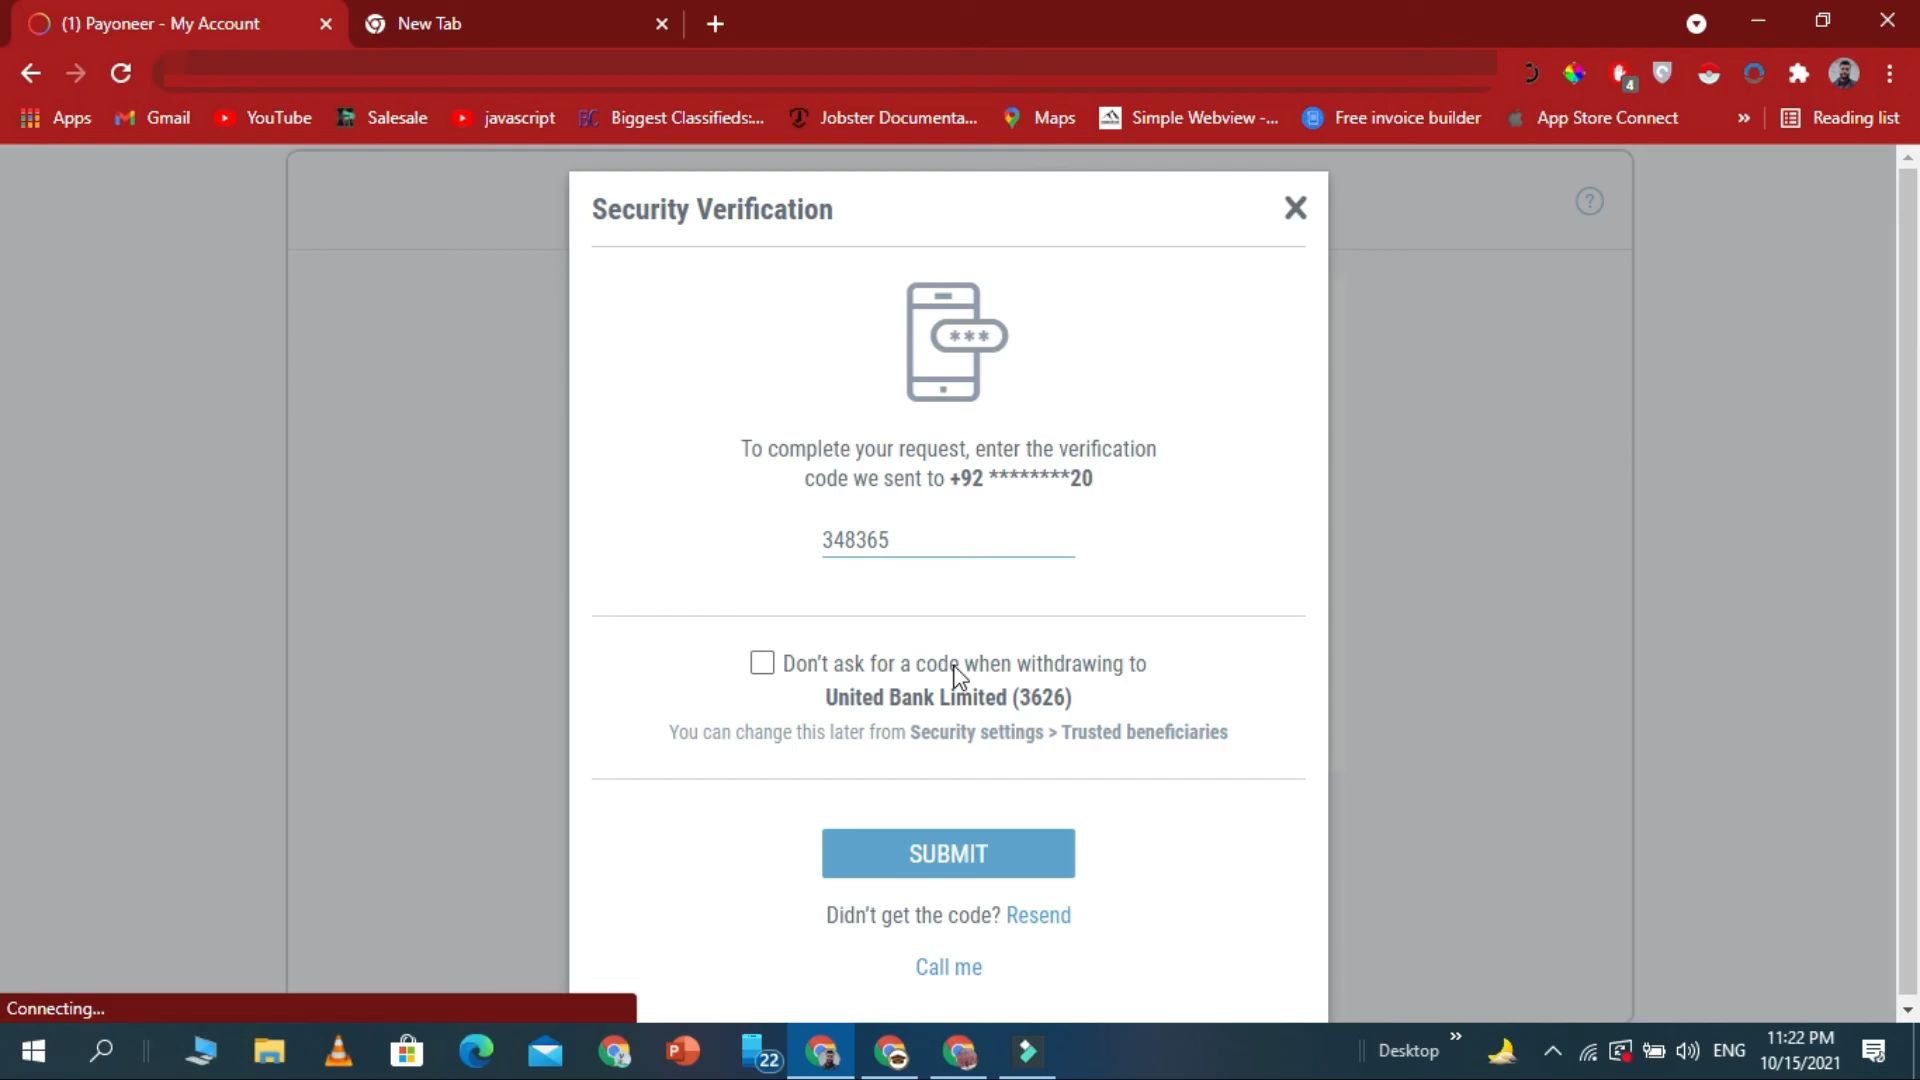 (1) Payoneer - My Account
New Tab
4
Apps
Gmail
YouTube
Salesale
javascript
Biggest Classifieds:...
Jobster Documenta...
Maps
Simple Webview -...
Free invoice builder
App Store Connect
»
Reading list
Security Verification
?
***
To complete your request, enter the verification
code we sent to +92 ********20
348365
Don't ask for a code when withdrawing to
United Bank Limited (3626)
You can change this later from Security settings > Trusted beneficiaries
SUBMIT
Didn't get the code? Resend
Call me
Connecting...
22
Desktop
»
ENG
11:22 PM
10/15/2021